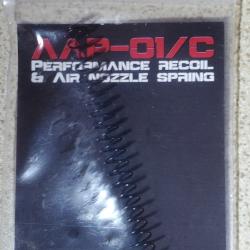 AAP-01/C
Performance recoil
& Air nozzle spring